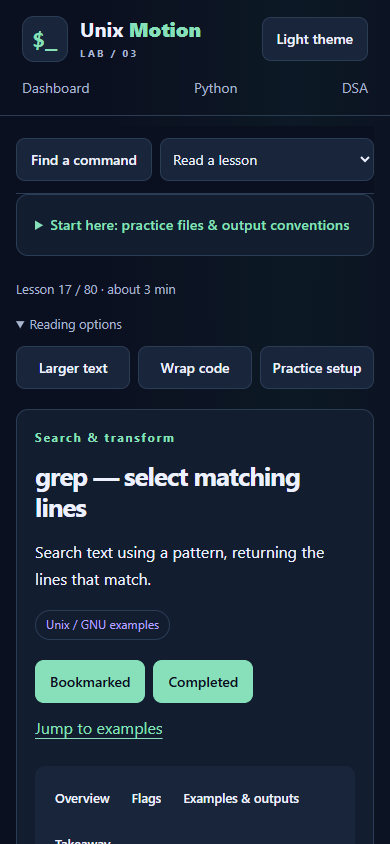 $_
Unix Motion
LAB / 03
Light theme
Dashboard
Python
DSA
Find a command
Read a lesson
Start here: practice files & output conventions
Lesson 17 / 80 · about 3 min
Reading options
Larger text
Wrap code
Practice setup
Search & transform
grep — select matching
lines
Search text using a pattern, returning the
lines that match.
Unix / GNU examples
Bookmarked
Completed
Jump to examples
Overview
Flags
Examples & outputs
Takeaway